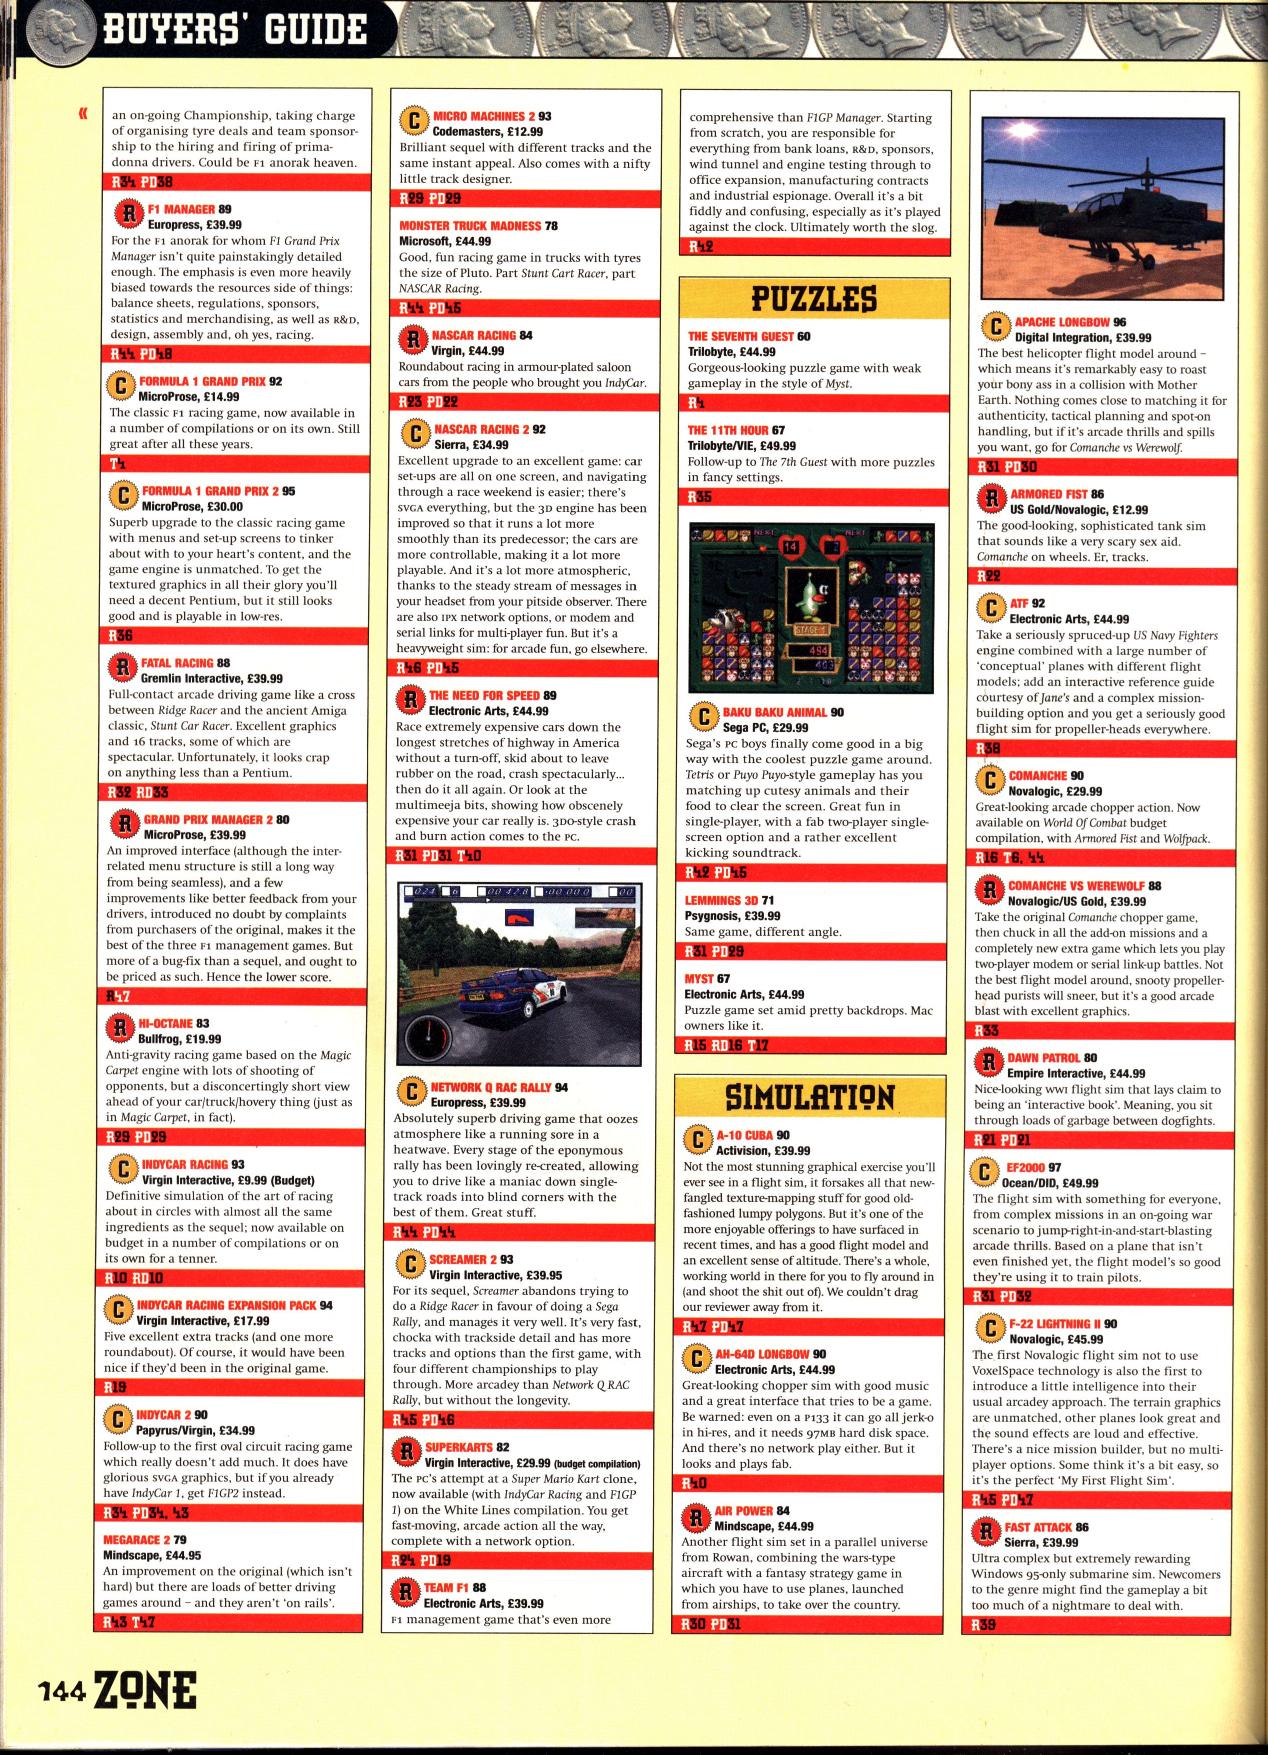 BUYERS' GUIDE
«
an on-going Championship, taking charge
of organising tyre deals and team sponsor-
ship to the hiring and firing of prima-
donna drivers. Could be F1 anorak heaven.
R34 PD38
R F1 MANAGER 89
Europress, £39.99
For the F1 anorak for whom F1 Grand Prix
Manager isn't quite painstakingly detailed
enough. The emphasis is even more heavily
biased towards the resources side of things:
balance sheets, regulations, sponsors,
statistics and merchandising, as well as R&D,
design, assembly and, oh yes, racing.
R44 PD48
C FORMULA 1 GRAND PRIX 92
MicroProse, £14.99
The classic F1 racing game, now available in
a number of compilations or on its own. Still
great after all these years.
T4
C FORMULA 1 GRAND PRIX 2 95
MicroProse, £30.00
Superb upgrade to the classic racing game
with menus and set-up screens to tinker
about with to your heart's content, and the
game engine is unmatched. To get the
textured graphics in all their glory you'll
need a decent Pentium, but it still looks
good and is playable in low-res.
R36
R FATAL RACING 88
Gremlin Interactive, £39.99
Full-contact arcade driving game like a cross
between Ridge Racer and the ancient Amiga
classic, Stunt Car Racer. Excellent graphics
and 16 tracks, some of which are
spectacular. Unfortunately, it looks crap
on anything less than a Pentium.
R32 RD33
R GRAND PRIX MANAGER 2 80
MicroProse, £39.99
An improved interface (although the inter-
related menu structure is still a long way
from being seamless), and a few
improvements like better feedback from your
drivers, introduced no doubt by complaints
from purchasers of the original, makes it the
best of the three F1 management games. But
more of a bug-fix than a sequel, and ought to
be priced as such. Hence the lower score.
R47
R HI-OCTANE 83
Bullfrog, £19.99
Anti-gravity racing game based on the Magic
Carpet engine with lots of shooting of
opponents, but a disconcertingly short view
ahead of your car/truck/hovery thing (just as
in Magic Carpet, in fact).
R29 PD29
C INDYCAR RACING 93
Virgin Interactive, £9.99 (Budget)
Definitive simulation of the art of racing
about in circles with almost all the same
ingredients as the sequel; now available on
budget in a number of compilations or on
its own for a tenner.
R10 RD10
C INDYCAR RACING EXPANSION PACK 94
Virgin Interactive, £17.99
Five excellent extra tracks (and one more
roundabout). Of course, it would have been
nice if they'd been in the original game.
R19
C INDYCAR 2 90
Papyrus/Virgin, £34.99
Follow-up to the first oval circuit racing game
which really doesn't add much. It does have
glorious SVGA graphics, but if you already
have IndyCar 1, get F1GP2 instead.
R34 PD34, 43
MEGARACE 2 79
Mindscape, £44.95
An improvement on the original (which isn't
hard) but there are loads of better driving
games around – and they aren't 'on rails'.
R43 T47
C MICRO MACHINES 2 93
Codemasters, £12.99
Brilliant sequel with different tracks and the
same instant appeal. Also comes with a nifty
little track designer.
R29 PD29
MONSTER TRUCK MADNESS 78
Microsoft, £44.99
Good, fun racing game in trucks with tyres
the size of Pluto. Part Stunt Cart Racer, part
NASCAR Racing.
R44 PD45
R NASCAR RACING 84
Virgin, £44.99
Roundabout racing in armour-plated saloon
cars from the people who brought you IndyCar.
R23 PD22
C NASCAR RACING 2 92
Sierra, £34.99
Excellent upgrade to an excellent game: car
set-ups are all on one screen, and navigating
through a race weekend is easier; there's
SVGA everything, but the 3D engine has been
improved so that it runs a lot more
smoothly than its predecessor; the cars are
more controllable, making it a lot more
playable. And it's a lot more atmospheric,
thanks to the steady stream of messages in
your headset from your pitside observer. There
are also IPX network options, or modem and
serial links for multi-player fun. But it's a
heavyweight sim: for arcade fun, go elsewhere.
R46 PD45
R THE NEED FOR SPEED 89
Electronic Arts, £44.99
Race extremely expensive cars down the
longest stretches of highway in America
without a turn-off, skid about to leave
rubber on the road, crash spectacularly...
then do it all again. Or look at the
multimeeja bits, showing how obscenely
expensive your car really is. 3DO-style crash
and burn action comes to the PC.
R31 PD31 T40
C NETWORK Q RAC RALLY 94
Europress, £39.99
Absolutely superb driving game that oozes
atmosphere like a running sore in a
heatwave. Every stage of the eponymous
rally has been lovingly re-created, allowing
you to drive like a maniac down single-
track roads into blind corners with the
best of them. Great stuff.
R44 PD44
C SCREAMER 2 93
Virgin Interactive, £39.95
For its sequel, Screamer abandons trying to
do a Ridge Racer in favour of doing a Sega
Rally, and manages it very well. It's very fast,
chocka with trackside detail and has more
tracks and options than the first game, with
four different championships to play
through. More arcadey than Network Q RAC
Rally, but without the longevity.
R45 PD46
R SUPERKARTS 82
Virgin Interactive, £29.99 (budget compilation)
The PC's attempt at a Super Mario Kart clone,
now available (with IndyCar Racing and F1GP
1) on the White Lines compilation. You get
fast-moving, arcade action all the way,
complete with a network option.
R24 PD19
R TEAM F1 88
Electronic Arts, £39.99
F1 management game that's even more
comprehensive than F1GP Manager. Starting
from scratch, you are responsible for
everything from bank loans, R&D, sponsors,
wind tunnel and engine testing through to
office expansion, manufacturing contracts
and industrial espionage. Overall it's a bit
fiddly and confusing, especially as it's played
against the clock. Ultimately worth the slog.
R42
PUZZLES
THE SEVENTH GUEST 60
Trilobyte, £44.99
Gorgeous-looking puzzle game with weak
gameplay in the style of Myst.
R4
THE 11TH HOUR 67
Trilobyte/VIE, £49.99
Follow-up to The 7th Guest with more puzzles
in fancy settings.
R35
NEXT NEXT
14
STAGE 1
494
403
C BAKU BAKU ANIMAL 90
Sega PC, £29.99
Sega's PC boys finally come good in a big
way with the coolest puzzle game around.
Tetris or Puyo Puyo-style gameplay has you
matching up cutesy animals and their
food to clear the screen. Great fun in
single-player, with a fab two-player single-
screen option and a rather excellent
kicking soundtrack.
R42 PD45
LEMMINGS 3D 71
Psygnosis, £39.99
Same game, different angle.
R31 PD29
MYST 67
Electronic Arts, £44.99
Puzzle game set amid pretty backdrops. Mac
owners like it.
R15 RD16 T17
SIMULATION
C A-10 CUBA 90
Activision, £39.99
Not the most stunning graphical exercise you'll
ever see in a flight sim, it forsakes all that new-
fangled texture-mapping stuff for good old-
fashioned lumpy polygons. But it's one of the
more enjoyable offerings to have surfaced in
recent times, and has a good flight model and
an excellent sense of altitude. There's a whole,
working world in there for you to fly around in
(and shoot the shit out of). We couldn't drag
our reviewer away from it.
R47 PD47
C AH-64D LONGBOW 90
Electronic Arts, £44.99
Great-looking chopper sim with good music
and a great interface that tries to be a game.
Be warned: even on a P133 it can go all jerk-o
in hi-res, and it needs 97MB hard disk space.
And there's no network play either. But it
looks and plays fab.
R40
R AIR POWER 84
Mindscape, £44.99
Another flight sim set in a parallel universe
from Rowan, combining the wars-type
aircraft with a fantasy strategy game in
which you have to use planes, launched
from airships, to take over the country.
R30 PD31
C APACHE LONGBOW 96
Digital Integration, £39.99
The best helicopter flight model around –
which means it's remarkably easy to roast
your bony ass in a collision with Mother
Earth. Nothing comes close to matching it for
authenticity, tactical planning and spot-on
handling, but if it's arcade thrills and spills
you want, go for Comanche vs Werewolf.
R31 PD30
R ARMORED FIST 86
US Gold/Novalogic, £12.99
The good-looking, sophisticated tank sim
that sounds like a very scary sex aid.
Comanche on wheels. Er, tracks.
R22
C ATF 92
Electronic Arts, £44.99
Take a seriously spruced-up US Navy Fighters
engine combined with a large number of
'conceptual' planes with different flight
models; add an interactive reference guide
courtesy of Jane's and a complex mission-
building option and you get a seriously good
flight sim for propeller-heads everywhere.
R38
C COMANCHE 90
Novalogic, £29.99
Great-looking arcade chopper action. Now
available on World Of Combat budget
compilation, with Armored Fist and Wolfpack.
R16 T6, 44
R COMANCHE VS WEREWOLF 88
Novalogic/US Gold, £39.99
Take the original Comanche chopper game,
then chuck in all the add-on missions and a
completely new extra game which lets you play
two-player modem or serial link-up battles. Not
the best flight model around, snooty propeller-
head purists will sneer, but it's a good arcade
blast with excellent graphics.
R33
R DAWN PATROL 80
Empire Interactive, £44.99
Nice-looking WWI flight sim that lays claim to
being an 'interactive book'. Meaning, you sit
through loads of garbage between dogfights.
R21 PD21
C EF2000 97
Ocean/DID, £49.99
The flight sim with something for everyone,
from complex missions in an on-going war
scenario to jump-right-in-and-start-blasting
arcade thrills. Based on a plane that isn't
even finished yet, the flight model's so good
they're using it to train pilots.
R31 PD32
C F-22 LIGHTNING II 90
Novalogic, £45.99
The first Novalogic flight sim not to use
VoxelSpace technology is also the first to
introduce a little intelligence into their
usual arcadey approach. The terrain graphics
are unmatched, other planes look great and
the sound effects are loud and effective.
There's a nice mission builder, but no multi-
player options. Some think it's a bit easy, so
it's the perfect 'My First Flight Sim'.
R45 PD47
R FAST ATTACK 86
Sierra, £39.99
Ultra complex but extremely rewarding
Windows 95-only submarine sim. Newcomers
to the genre might find the gameplay a bit
too much of a nightmare to deal with.
R39
144 ZONE